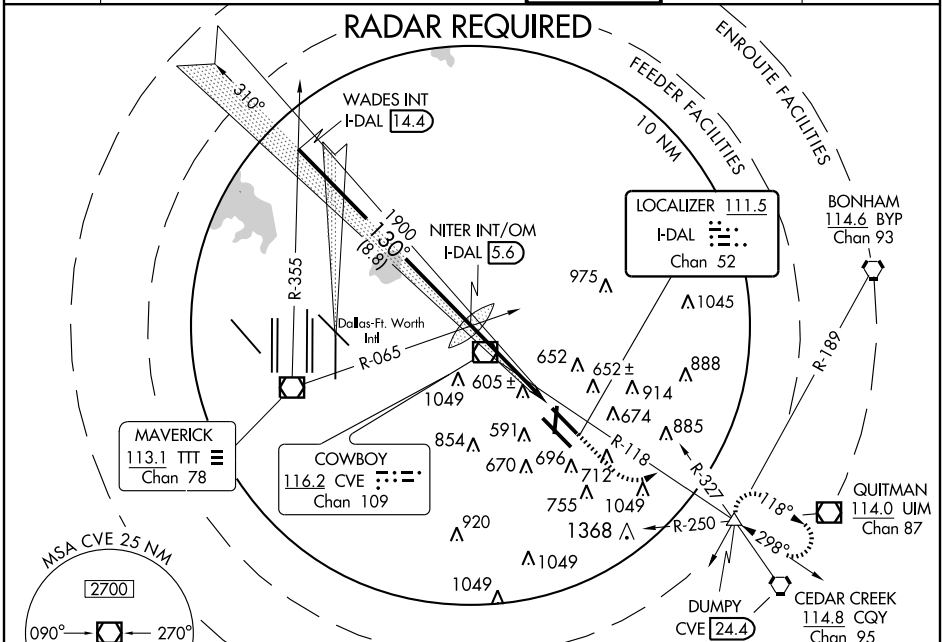 RADAR REQUIRED
ENROUTE FACILITIES
FEEDER FACILITIES
10 NM
310°
WADES INT
I-DAL 14.4
1900
130°
(8.8)
NITER INT/OM
I-DAL 5.6
LOCALIZER 111.5
I-DAL
Chan 52
BONHAM
114.6 BYP
Chan 93
R-355
Dallas-Ft. Worth
Intl
R-065
R-189
975
1045
652
652 ±
888
914
605 ±
1049
674
885
591
854
R-118
MAVERICK
113.1 TTT
Chan 78
COWBOY
116.2 CVE
Chan 109
670
696
712
R-327
755
1049
118°
QUITMAN
114.0 UIM
Chan 87
920
1368
R-250
298°
MSA CVE 25 NM
2700
090°
270°
1049
1049
DUMPY
CVE 24.4
CEDAR CREEK
114.8 CQY
Chan 95